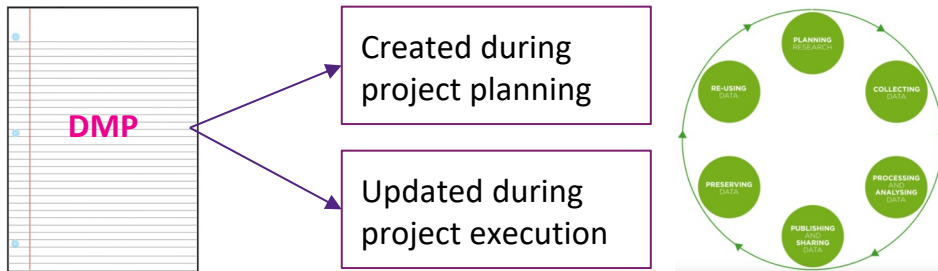 DMP
Created during
project planning
Updated during
project execution
PLANNING
RESEARCH
COLLECTING
DATA
PROCESSING
AND
ANALYSING
DATA
PUBLISHING
AND
SHARING
DATA
PRESERVING
DATA
RE-USING
DATA